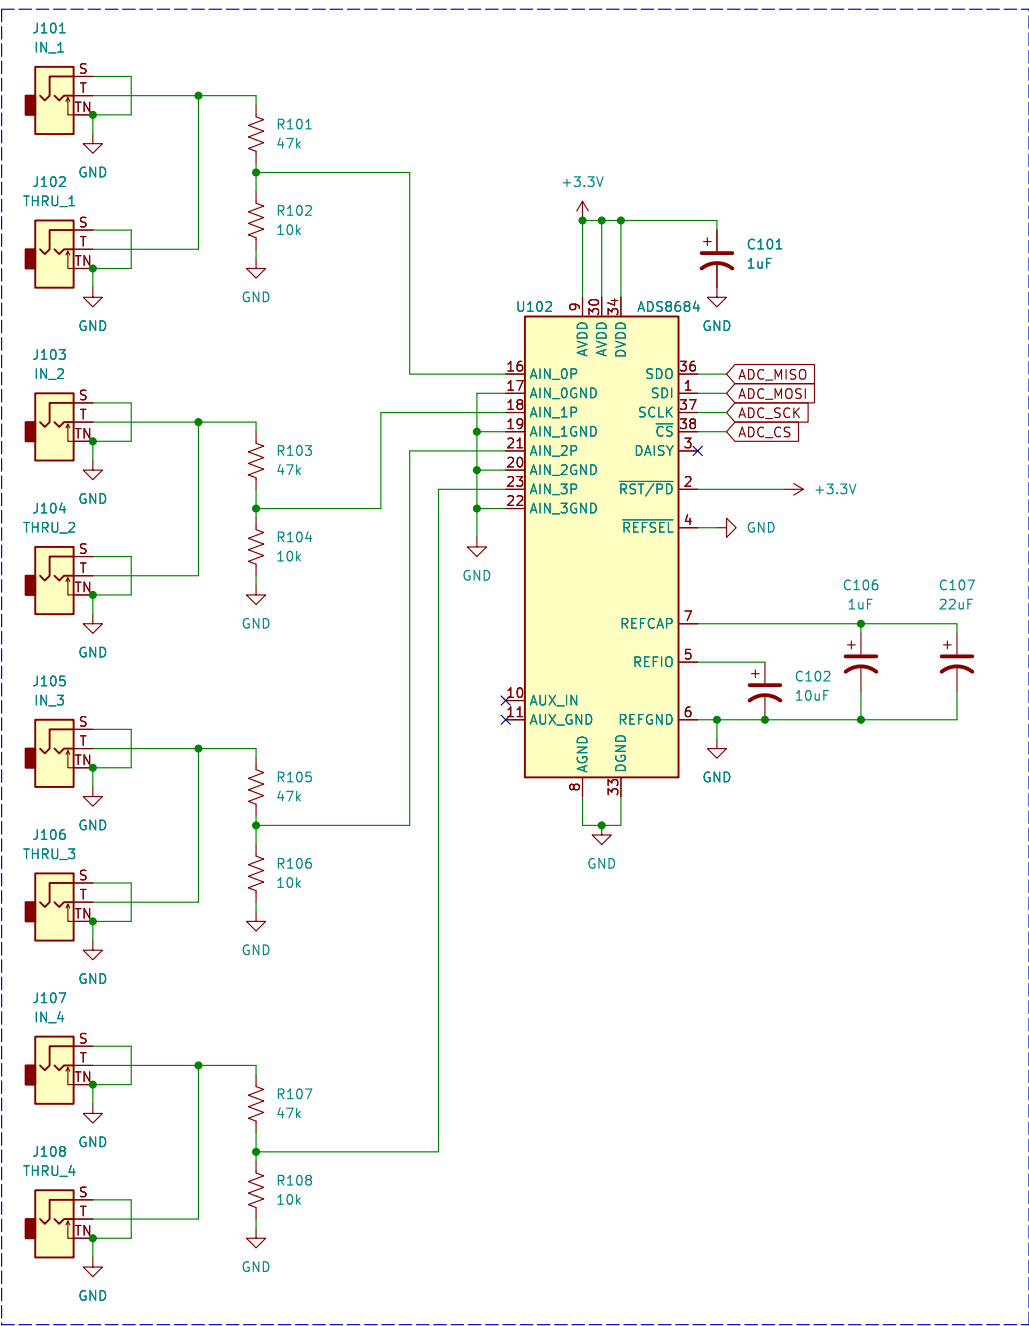 J101
IN_1
S
T
TN
GND
J102
THRU_1
S
T
TN
GND
R101
47k
R102
10k
GND
J103
IN_2
S
T
TN
GND
J104
THRU_2
S
T
TN
GND
R103
47k
R104
10k
GND
J105
IN_3
S
T
TN
GND
J106
THRU_3
S
T
TN
GND
R105
47k
R106
10k
GND
J107
IN_4
S
T
TN
GND
J108
THRU_4
S
T
TN
GND
R107
47k
R108
10k
GND
+3.3V
+
C101
1uF
GND
U102
ADS8684
9
30
34
AVDD
AVDD
DVDD
16 AIN_0P
17 AIN_0GND
18 AIN_1P
19 AIN_1GND
21 AIN_2P
20 AIN_2GND
23 AIN_3P
22 AIN_3GND
GND
10 AUX_IN
11 AUX_GND
SDO 36 ADC_MISO
SDI 1 ADC_MOSI
SCLK 37 ADC_SCK
CS 38 ADC_CS
DAISY 3
RST/PD 2 +3.3V
REFSEL 4 GND
REFCAP 7
REFIO 5
REFGND 6
C106
1uF
+
C107
22uF
+
+
C102
10uF
GND
AGND
DGND
8
33
GND